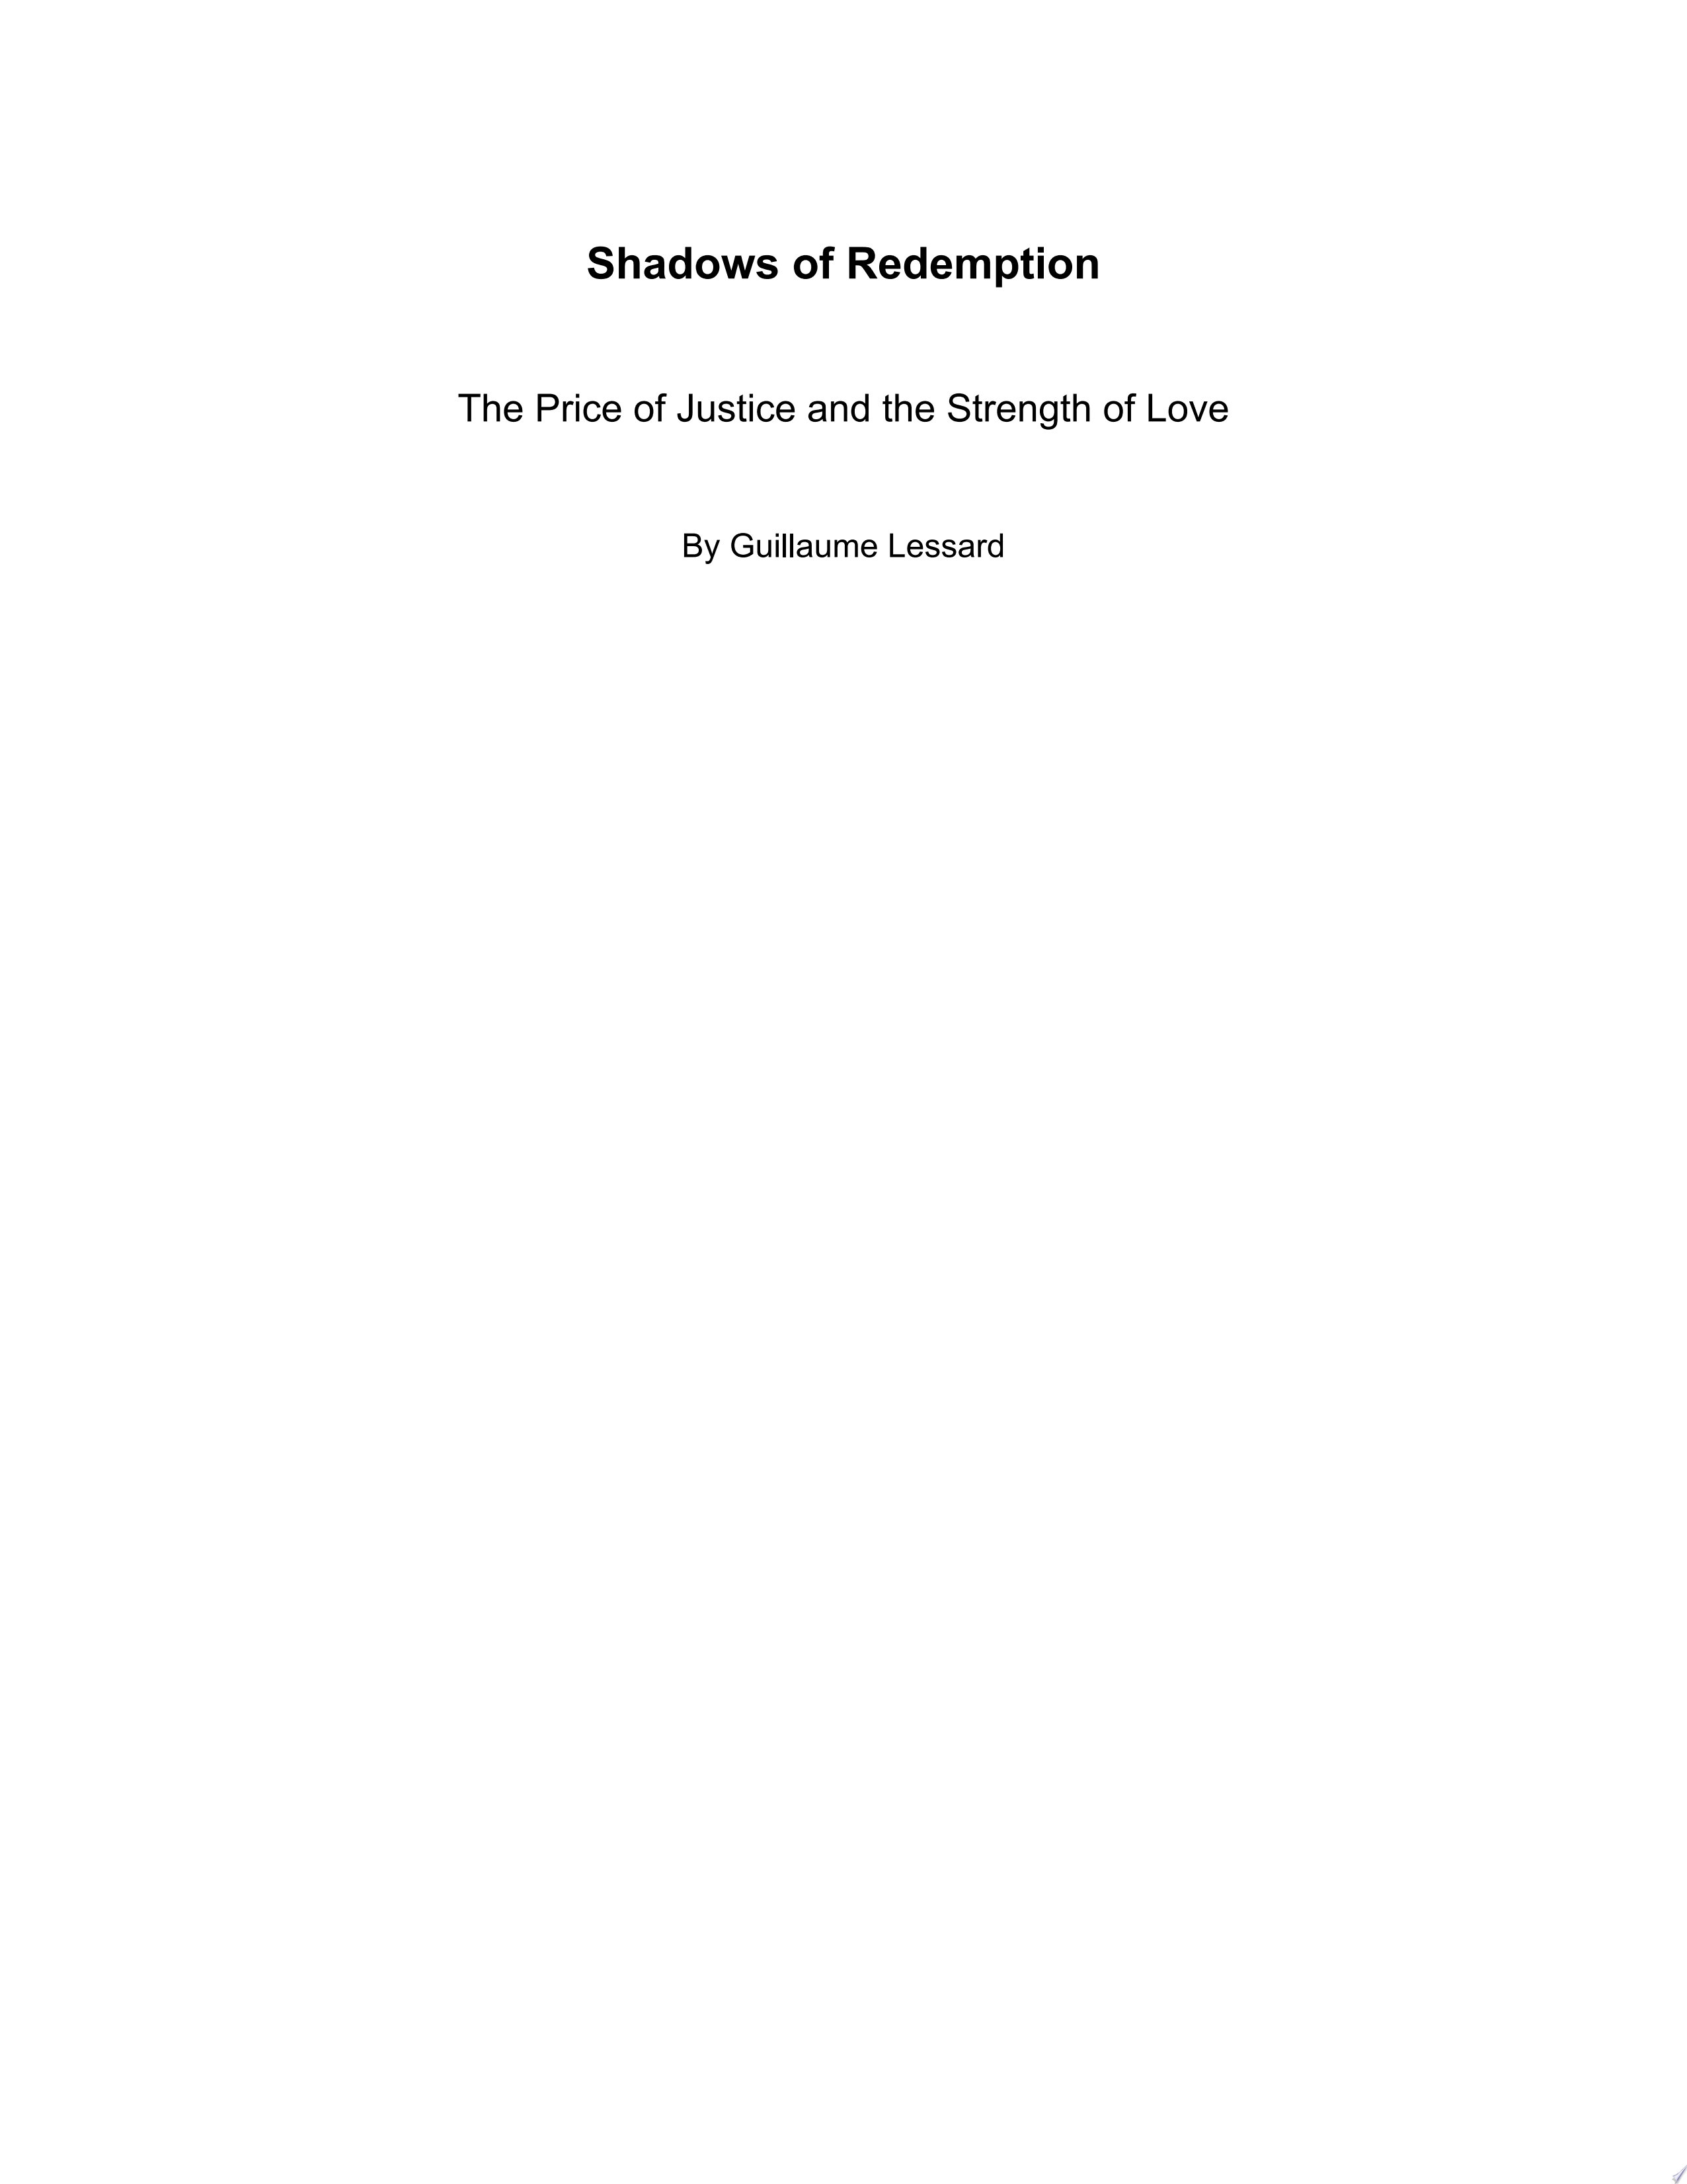 Shadows of Redemption
The Price of Justice and the Strength of Love
By Guillaume Lessard